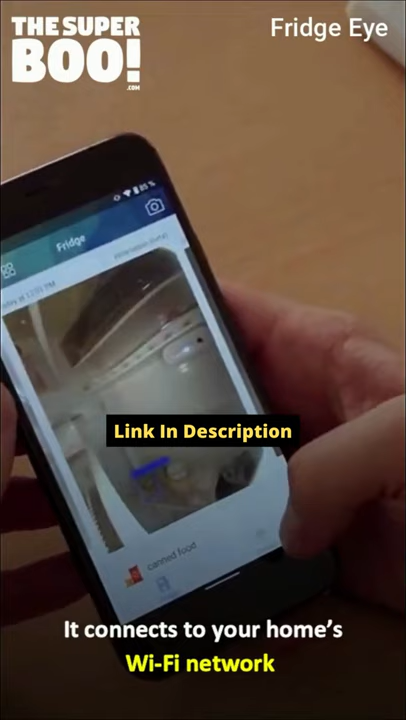 THE SUPER
BOO!
.COM
Fridge Eye
Fridge
canned food
Link In Description
It connects to your home's
Wi-Fi network